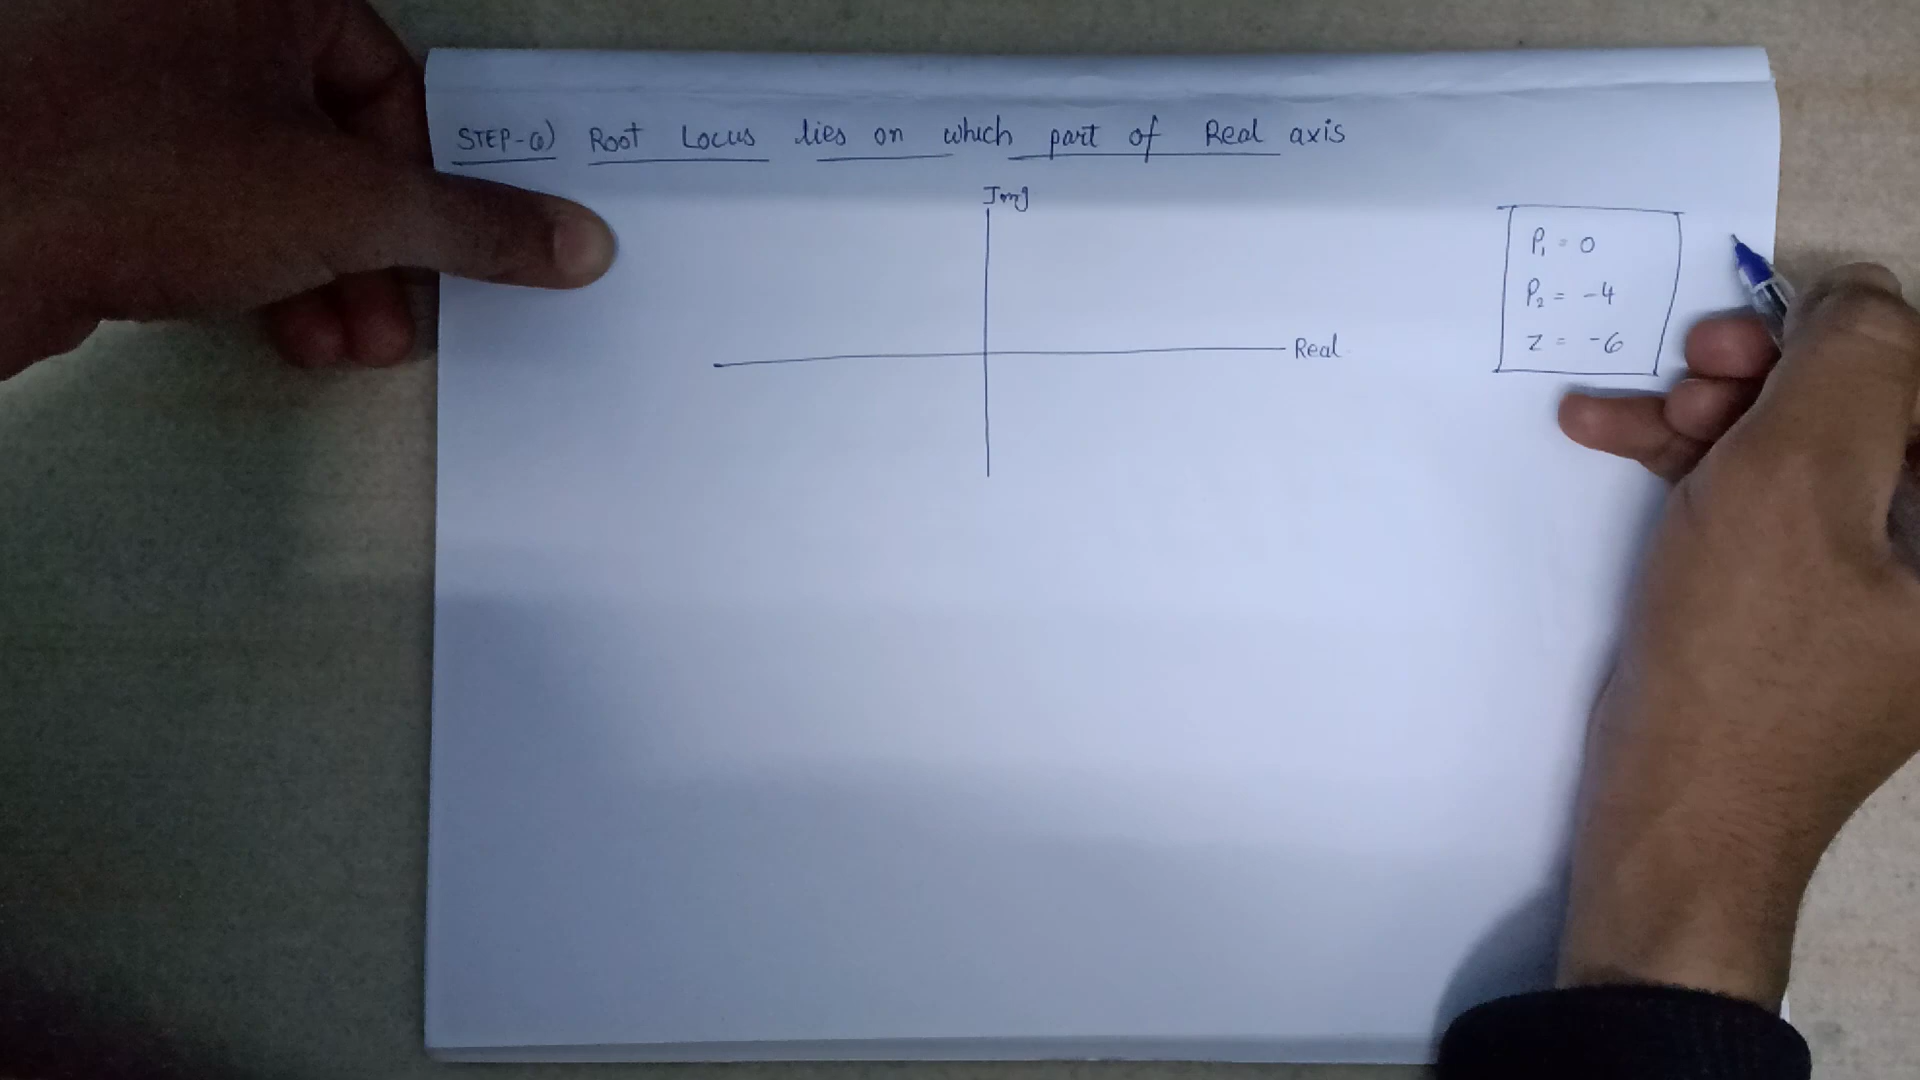 STEP-6) Root Locus lies on which part of Real axis
Img
P₁ = 0
P₂ = -4
Real
Z = -6